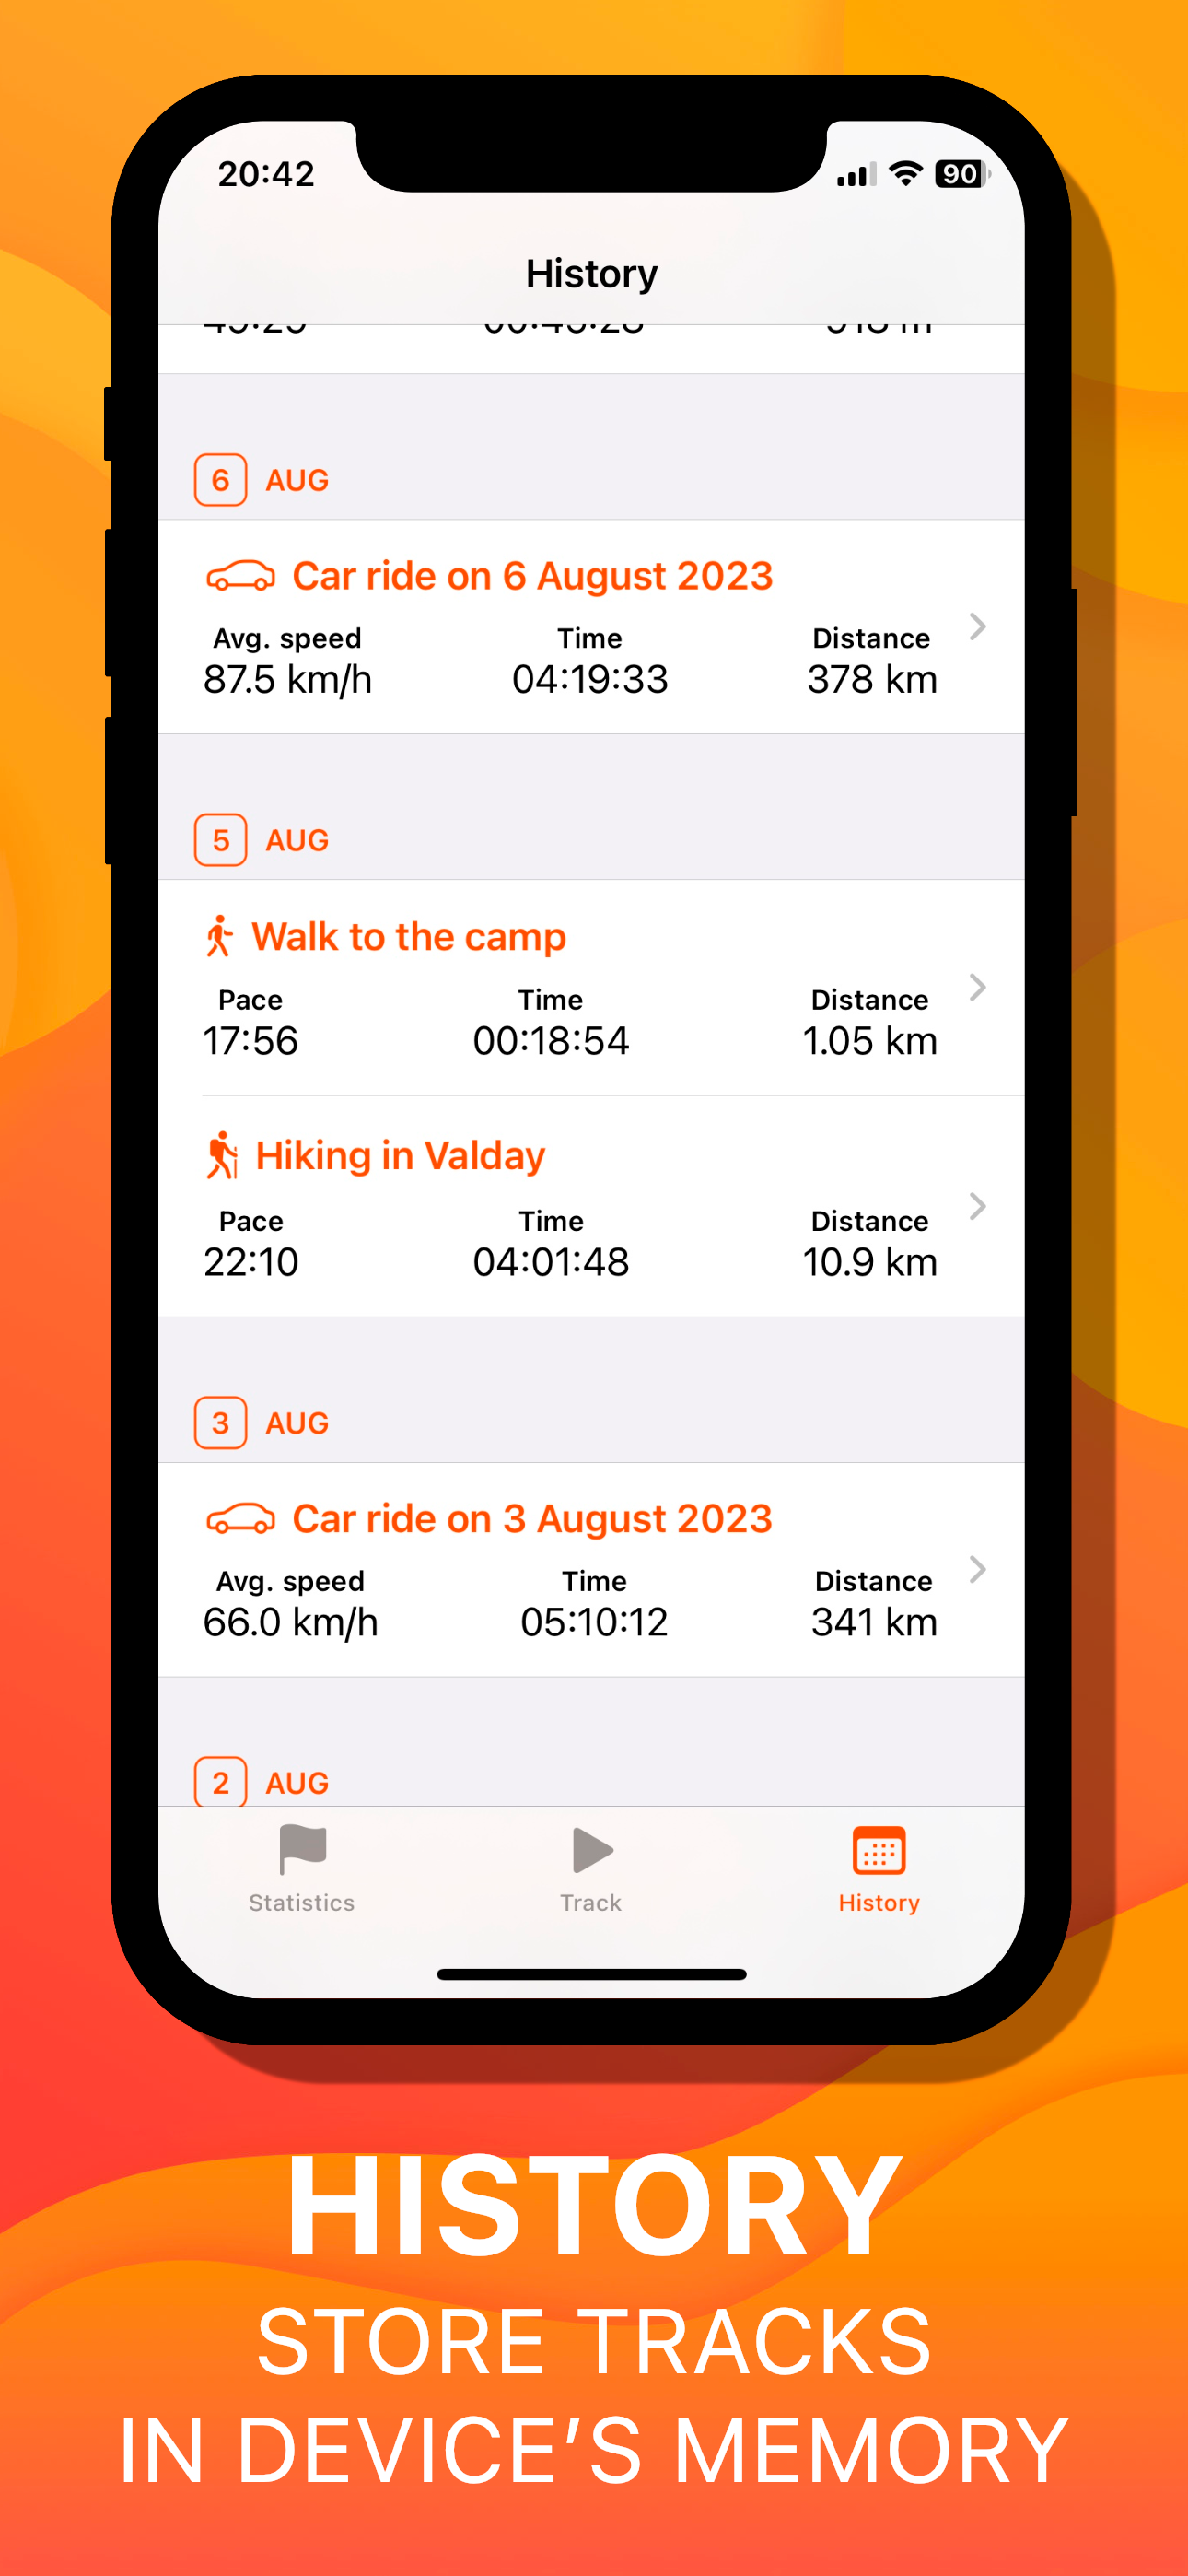 20:42
90
History
6 AUG
Car ride on 6 August 2023
Avg. speed Time Distance
87.5 km/h 04:19:33 378 km
5 AUG
Walk to the camp
Pace Time Distance
17:56 00:18:54 1.05 km
Hiking in Valday
Pace Time Distance
22:10 04:01:48 10.9 km
3 AUG
Car ride on 3 August 2023
Avg. speed Time Distance
66.0 km/h 05:10:12 341 km
2 AUG
Statistics Track History
HISTORY
STORE TRACKS
IN DEVICE’S MEMORY